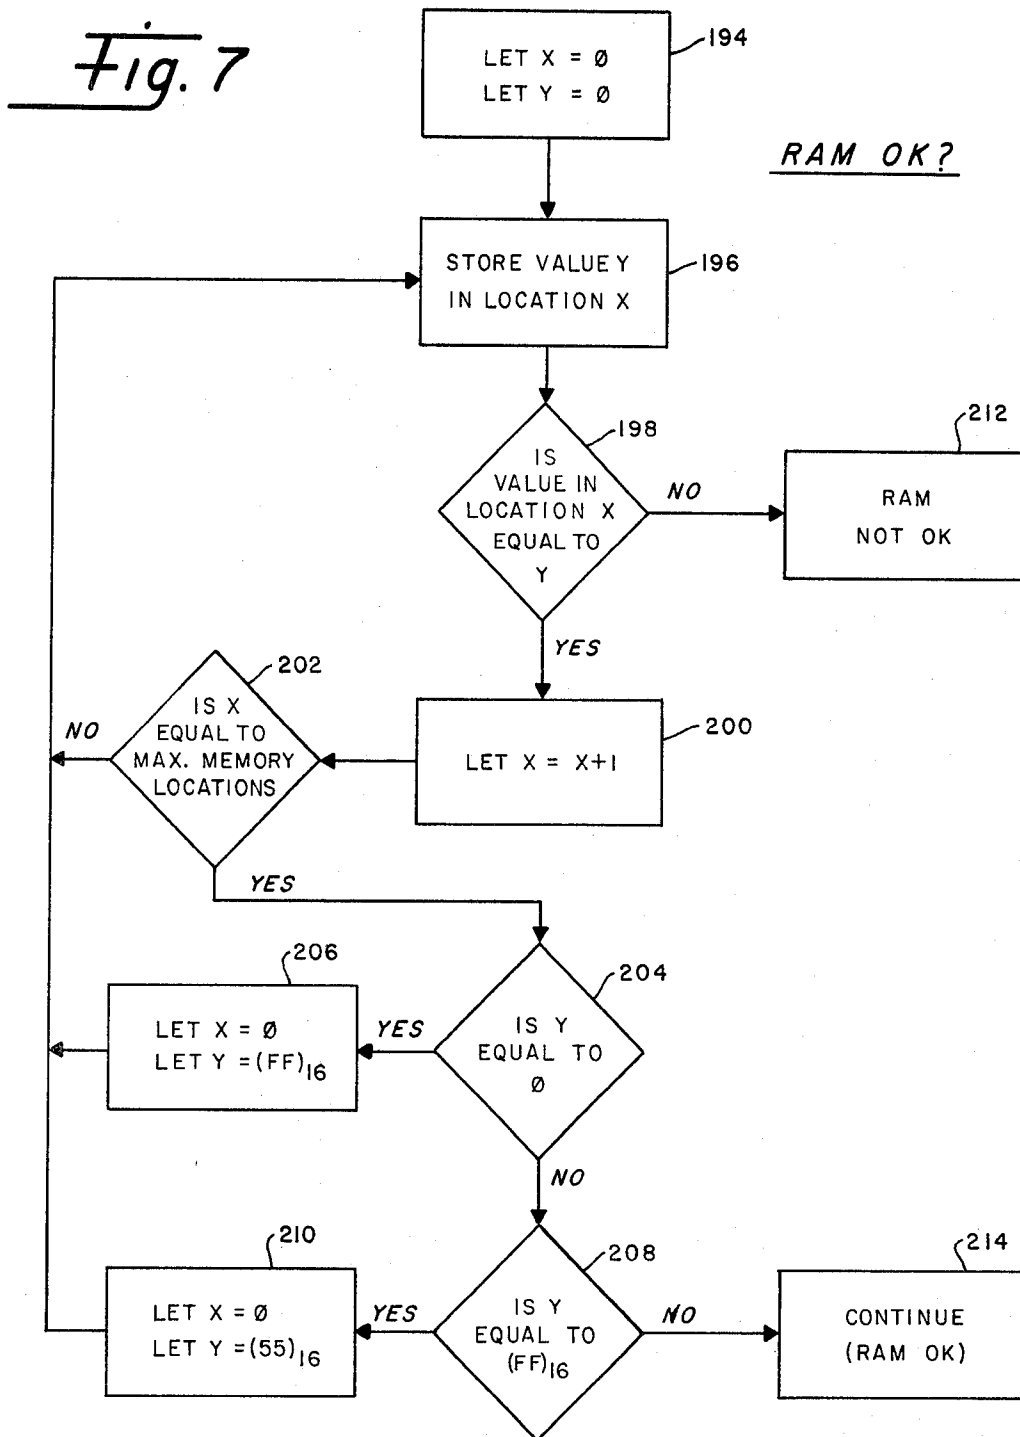 Fig. 7
194
LET X = Ø
LET Y = Ø
RAM OK?
STORE VALUE Y
IN LOCATION X
196
198
IS
VALUE IN
LOCATION X
EQUAL TO
Y
NO
212
RAM
NOT OK
YES
202
IS X
EQUAL TO
MAX. MEMORY
LOCATIONS
NO
200
LET X = X+1
YES
206
LET X = Ø
LET Y = (FF)16
YES
204
IS Y
EQUAL TO
Ø
NO
210
LET X = Ø
LET Y = (55)16
YES
208
IS Y
EQUAL TO
(FF)16
NO
214
CONTINUE
(RAM OK)